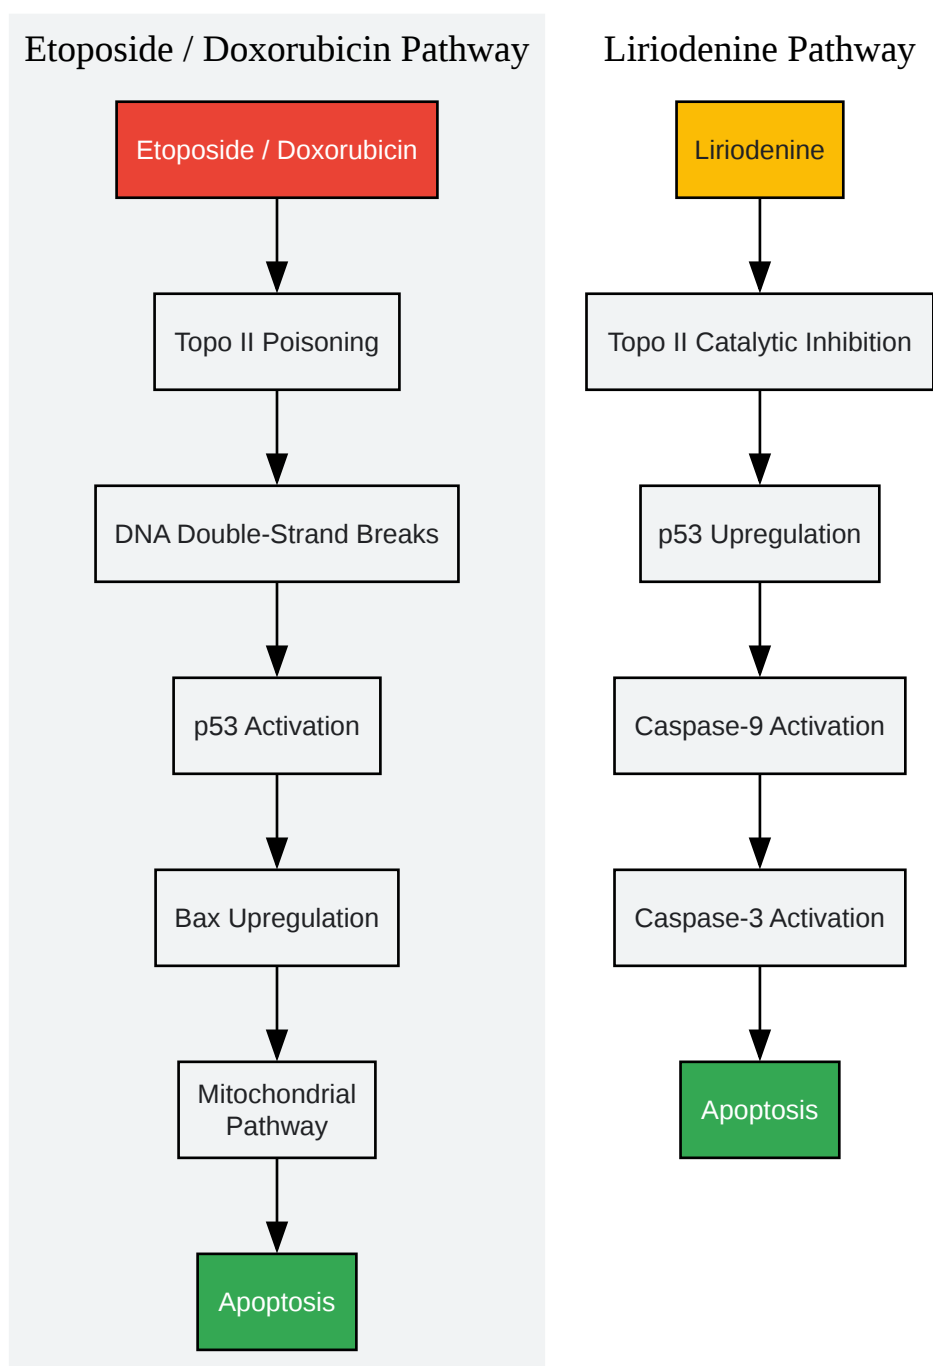 Etoposide / Doxorubicin Pathway
Etoposide / Doxorubicin
Topo II Poisoning
DNA Double-Strand Breaks
p53 Activation
Bax Upregulation
Mitochondrial
Pathway
Apoptosis
Liriodenine Pathway
Liriodenine
Topo II Catalytic Inhibition
p53 Upregulation
Caspase-9 Activation
Caspase-3 Activation
Apoptosis